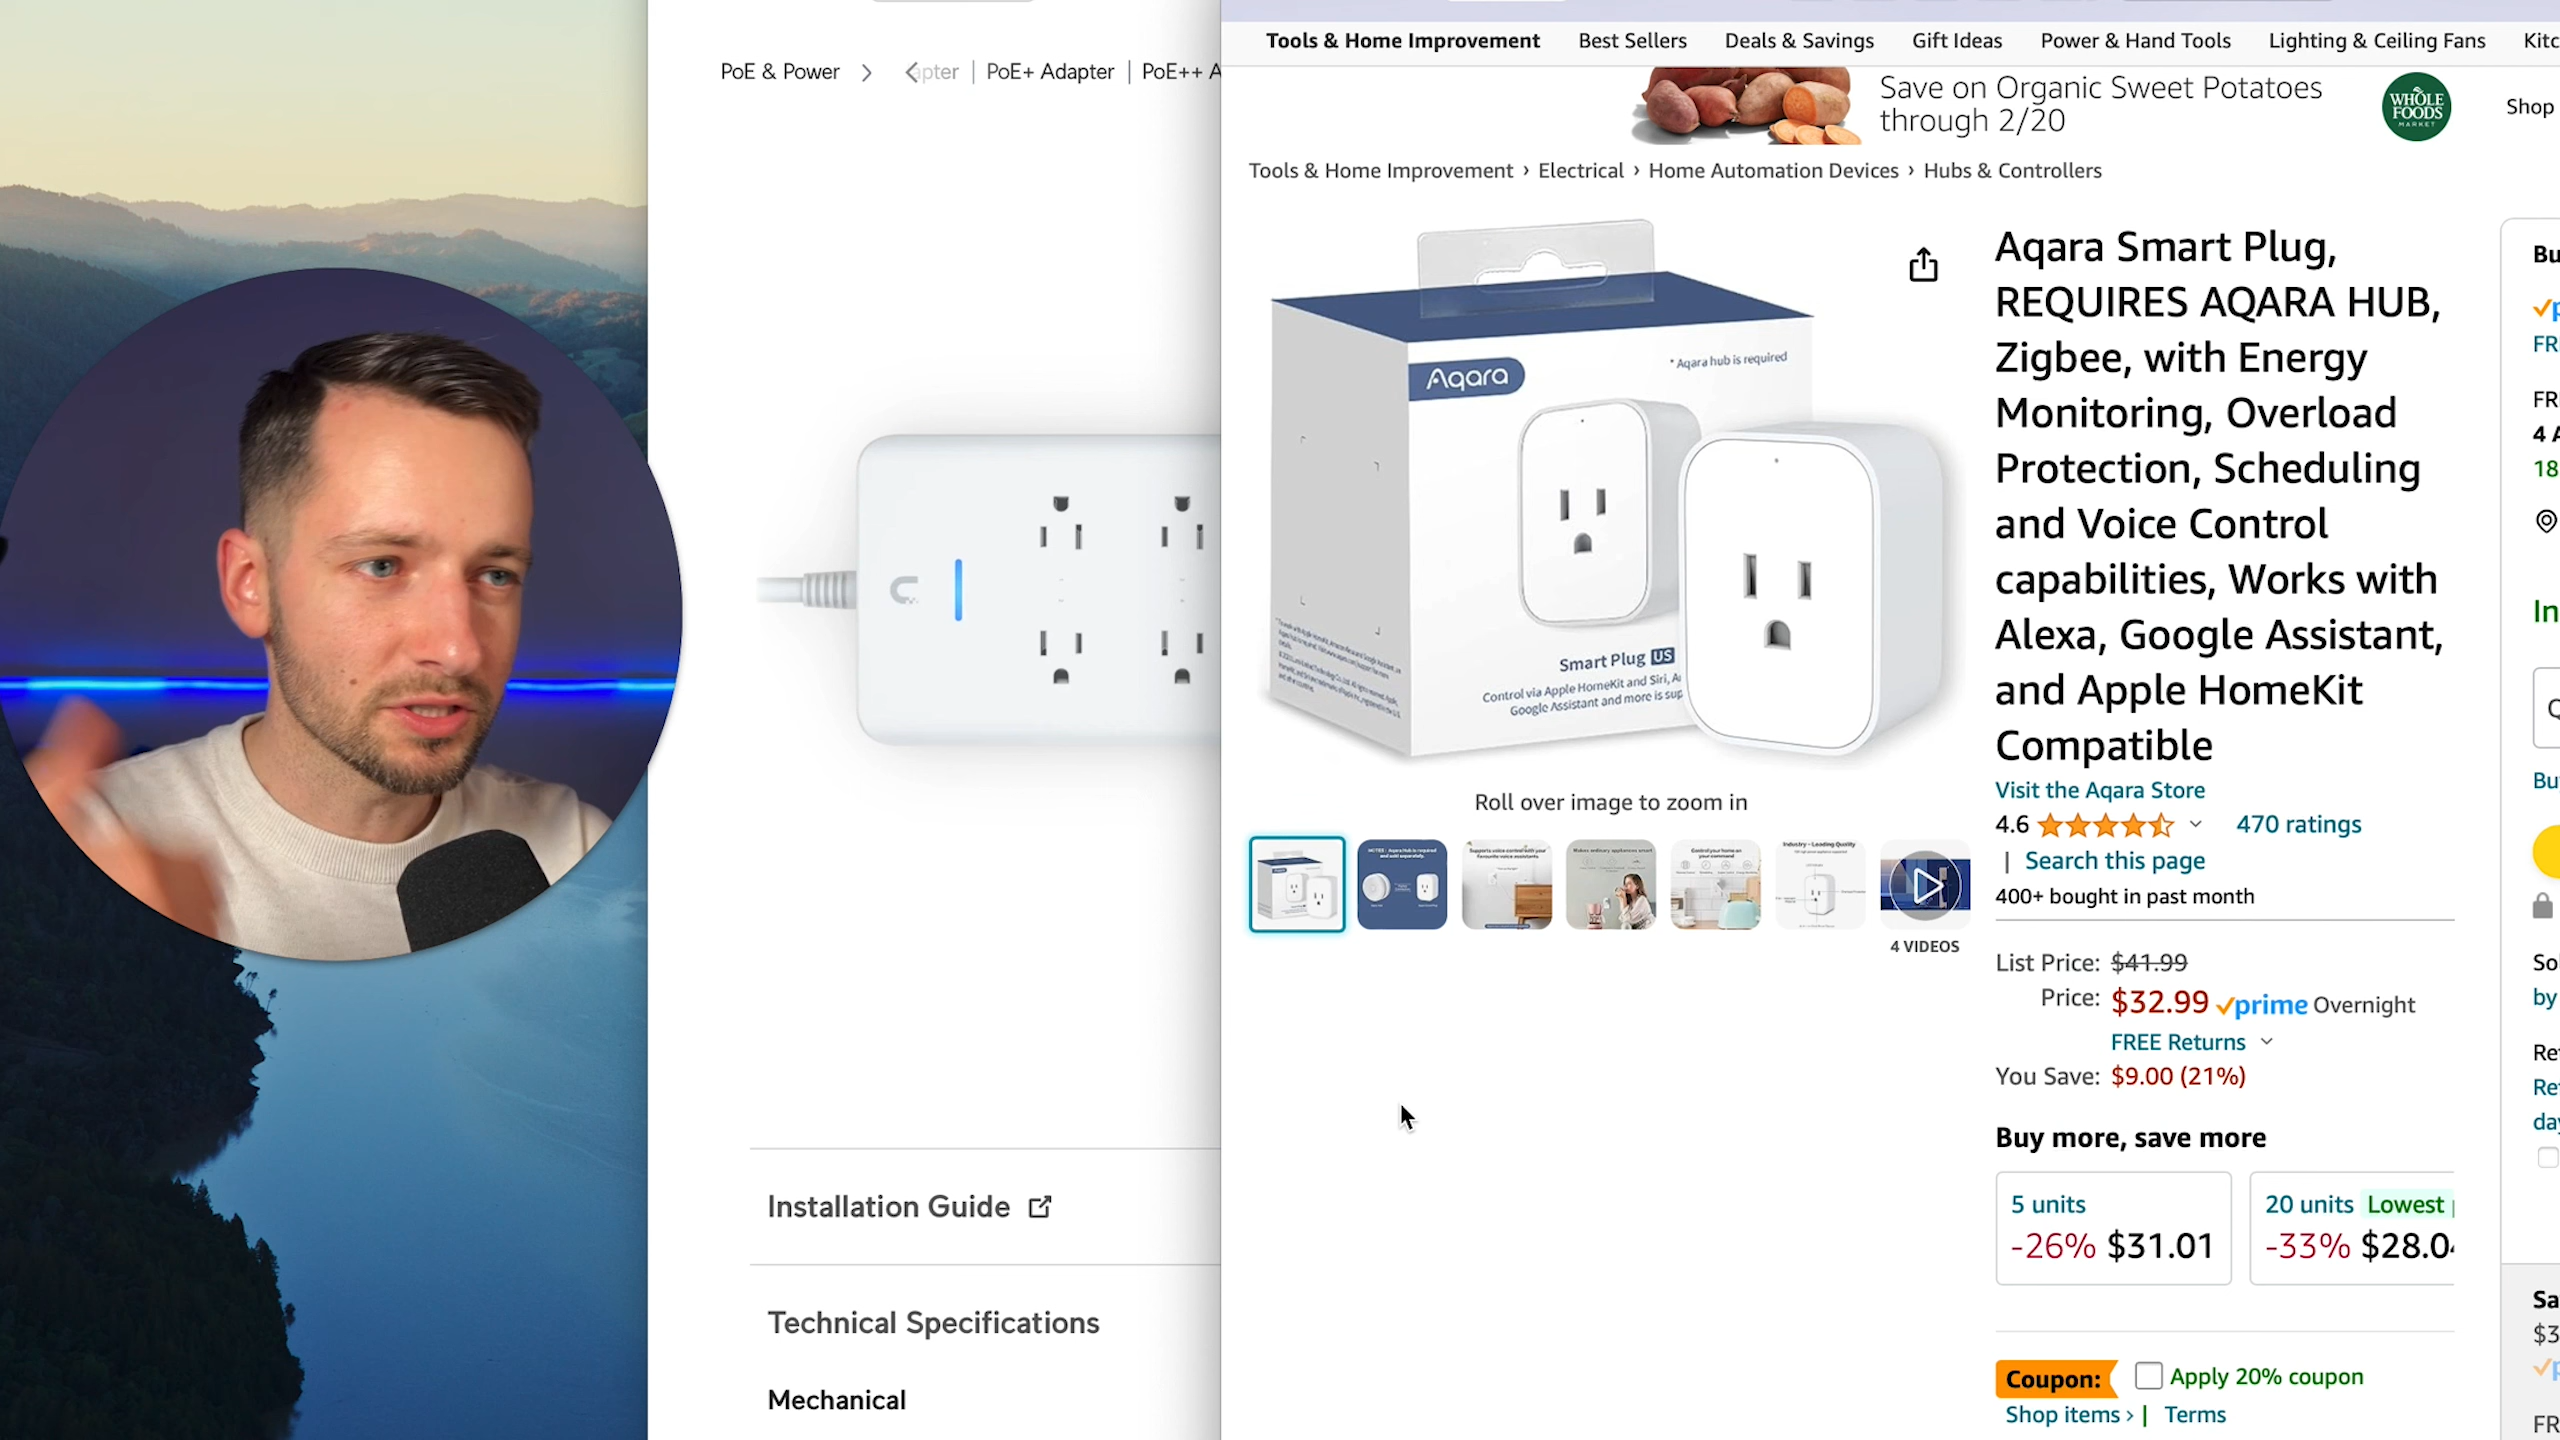 PoE & Power
PoE+ Adapter | PoE++ A
Tools & Home Improvement Best Sellers Deals & Savings Gift Ideas Power & Hand Tools Lighting & Ceiling Fans Kitc
Save on Organic Sweet Potatoes
through 2/20
WHOLE
FOODS
MARKET
Shop
Tools & Home Improvement › Electrical › Home Automation Devices › Hubs & Controllers
Aqara
* Aqara hub is required
Smart Plug US
Control via Apple HomeKit and Siri, A
Google Assistant and more is sup
Roll over image to zoom in
4 VIDEOS
Aqara Smart Plug,
REQUIRES AQARA HUB,
Zigbee, with Energy
Monitoring, Overload
Protection, Scheduling
and Voice Control
capabilities, Works with
Alexa, Google Assistant,
and Apple HomeKit
Compatible
Visit the Aqara Store
4.6 470 ratings
| Search this page
400+ bought in past month
List Price: $41.99
Price: $32.99 prime Overnight
FREE Returns
You Save: $9.00 (21%)
Buy more, save more
5 units
-26% $31.01
20 units Lowest
-33% $28.04
Coupon: Apply 20% coupon
Shop items › | Terms
Installation Guide
Technical Specifications
Mechanical